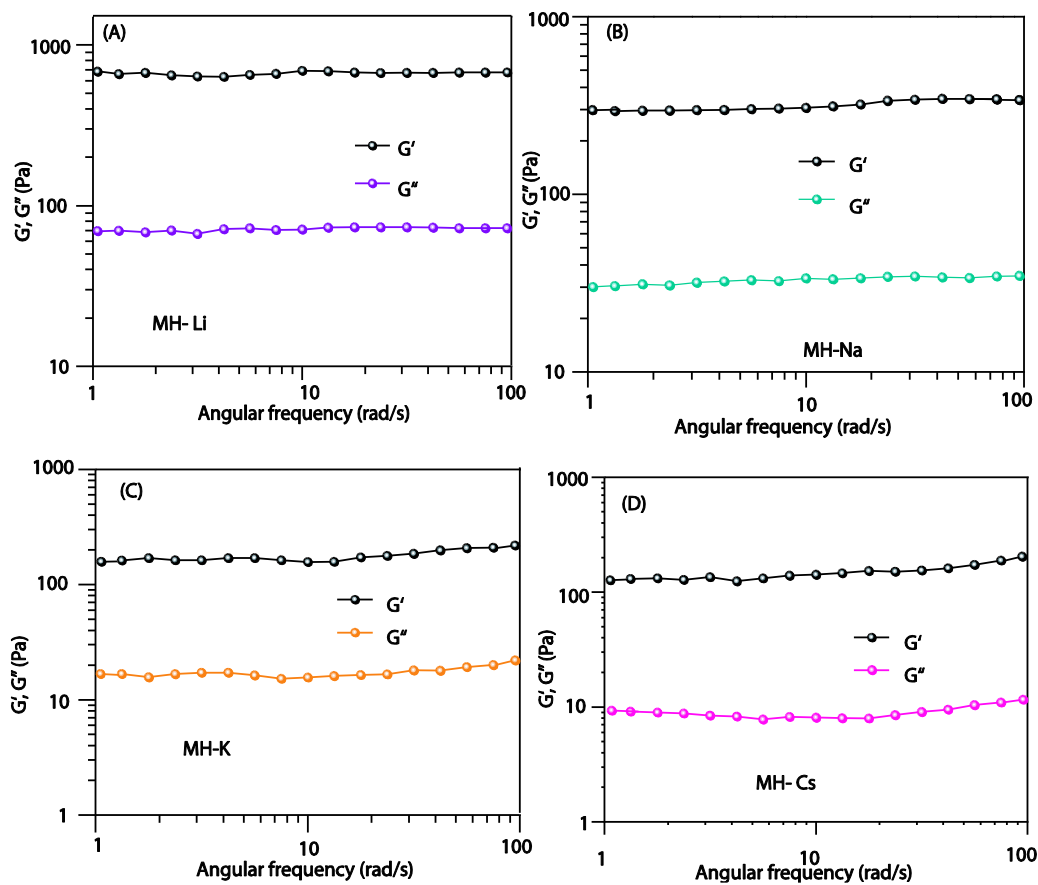 (A)
1000
100
10
G′, G″ (Pa)
G′
G″
MH- Li
1
10
100
Angular frequency (rad/s)
(B)
1000
100
10
G′, G″ (Pa)
G′
G″
MH-Na
1
10
100
Angular frequency (rad/s)
(C)
1000
100
10
1
G′, G″ (Pa)
G′
G″
MH-K
1
10
100
Angular frequency (rad/s)
(D)
1000
100
10
1
G′, G″ (Pa)
G′
G″
MH- Cs
1
10
100
Angular frequency (rad/s)